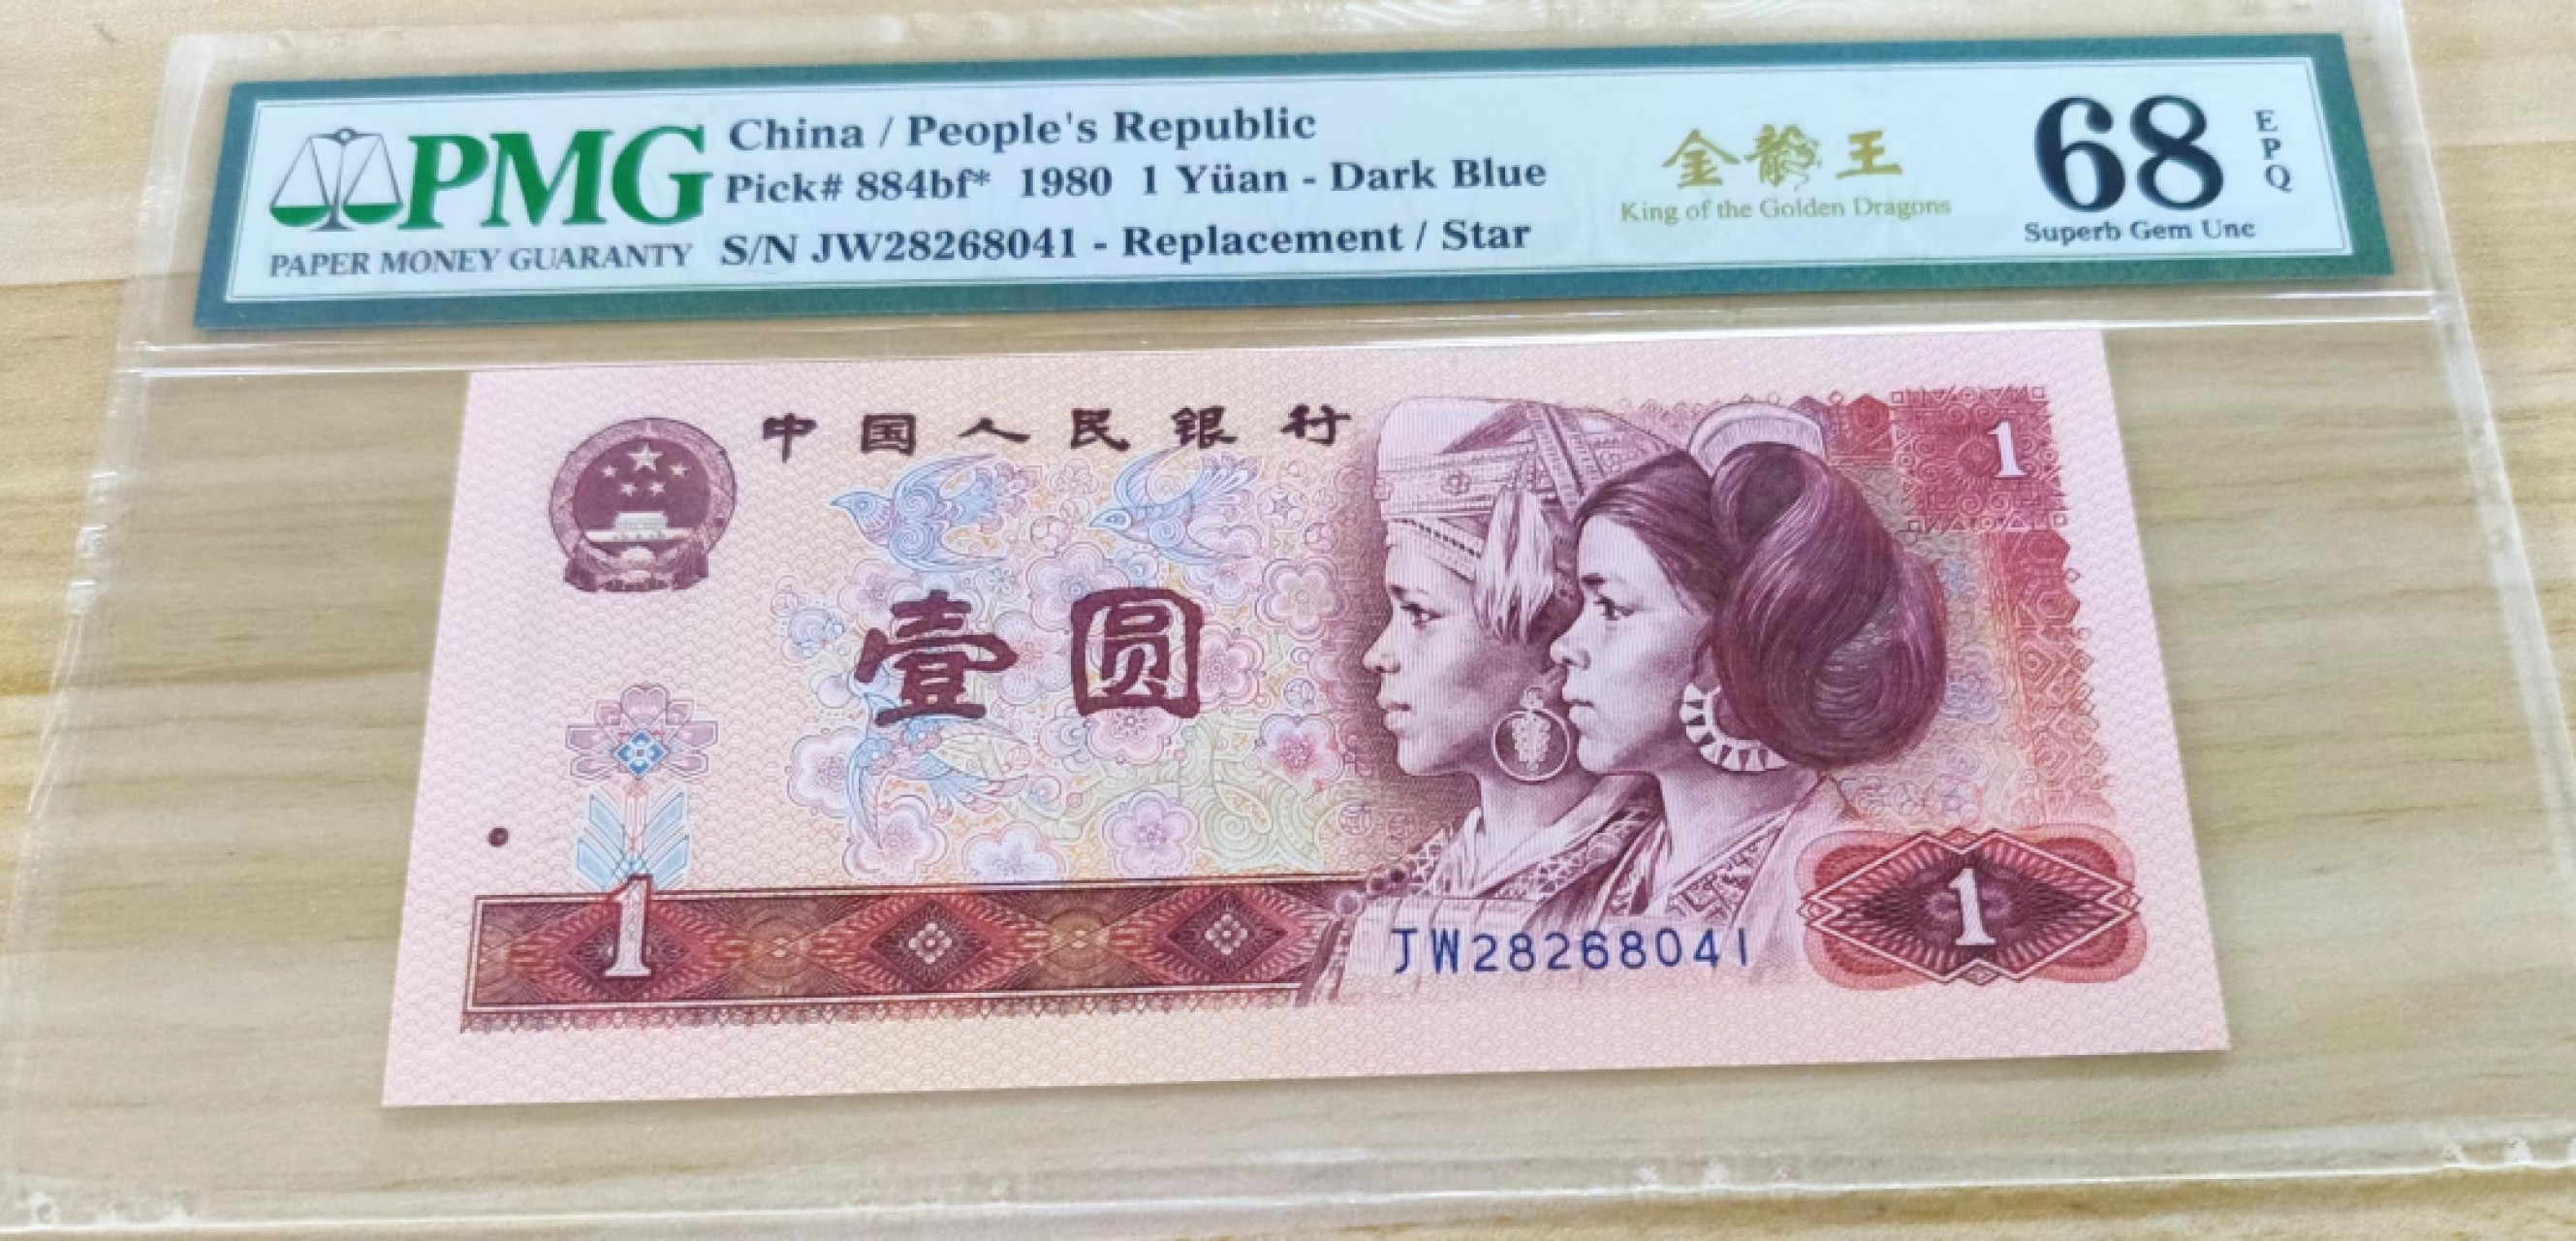 PMG
PAPER MONEY GUARANTY
China / People's Republic
Pick# 884bf* 1980 1 Yüan - Dark Blue
S/N JW28268041 - Replacement / Star
金龍王
King of the Golden Dragons
68
EPQ
Superb Gem Unc
中国人民银行
1
壹圆
1
JW28268041
1